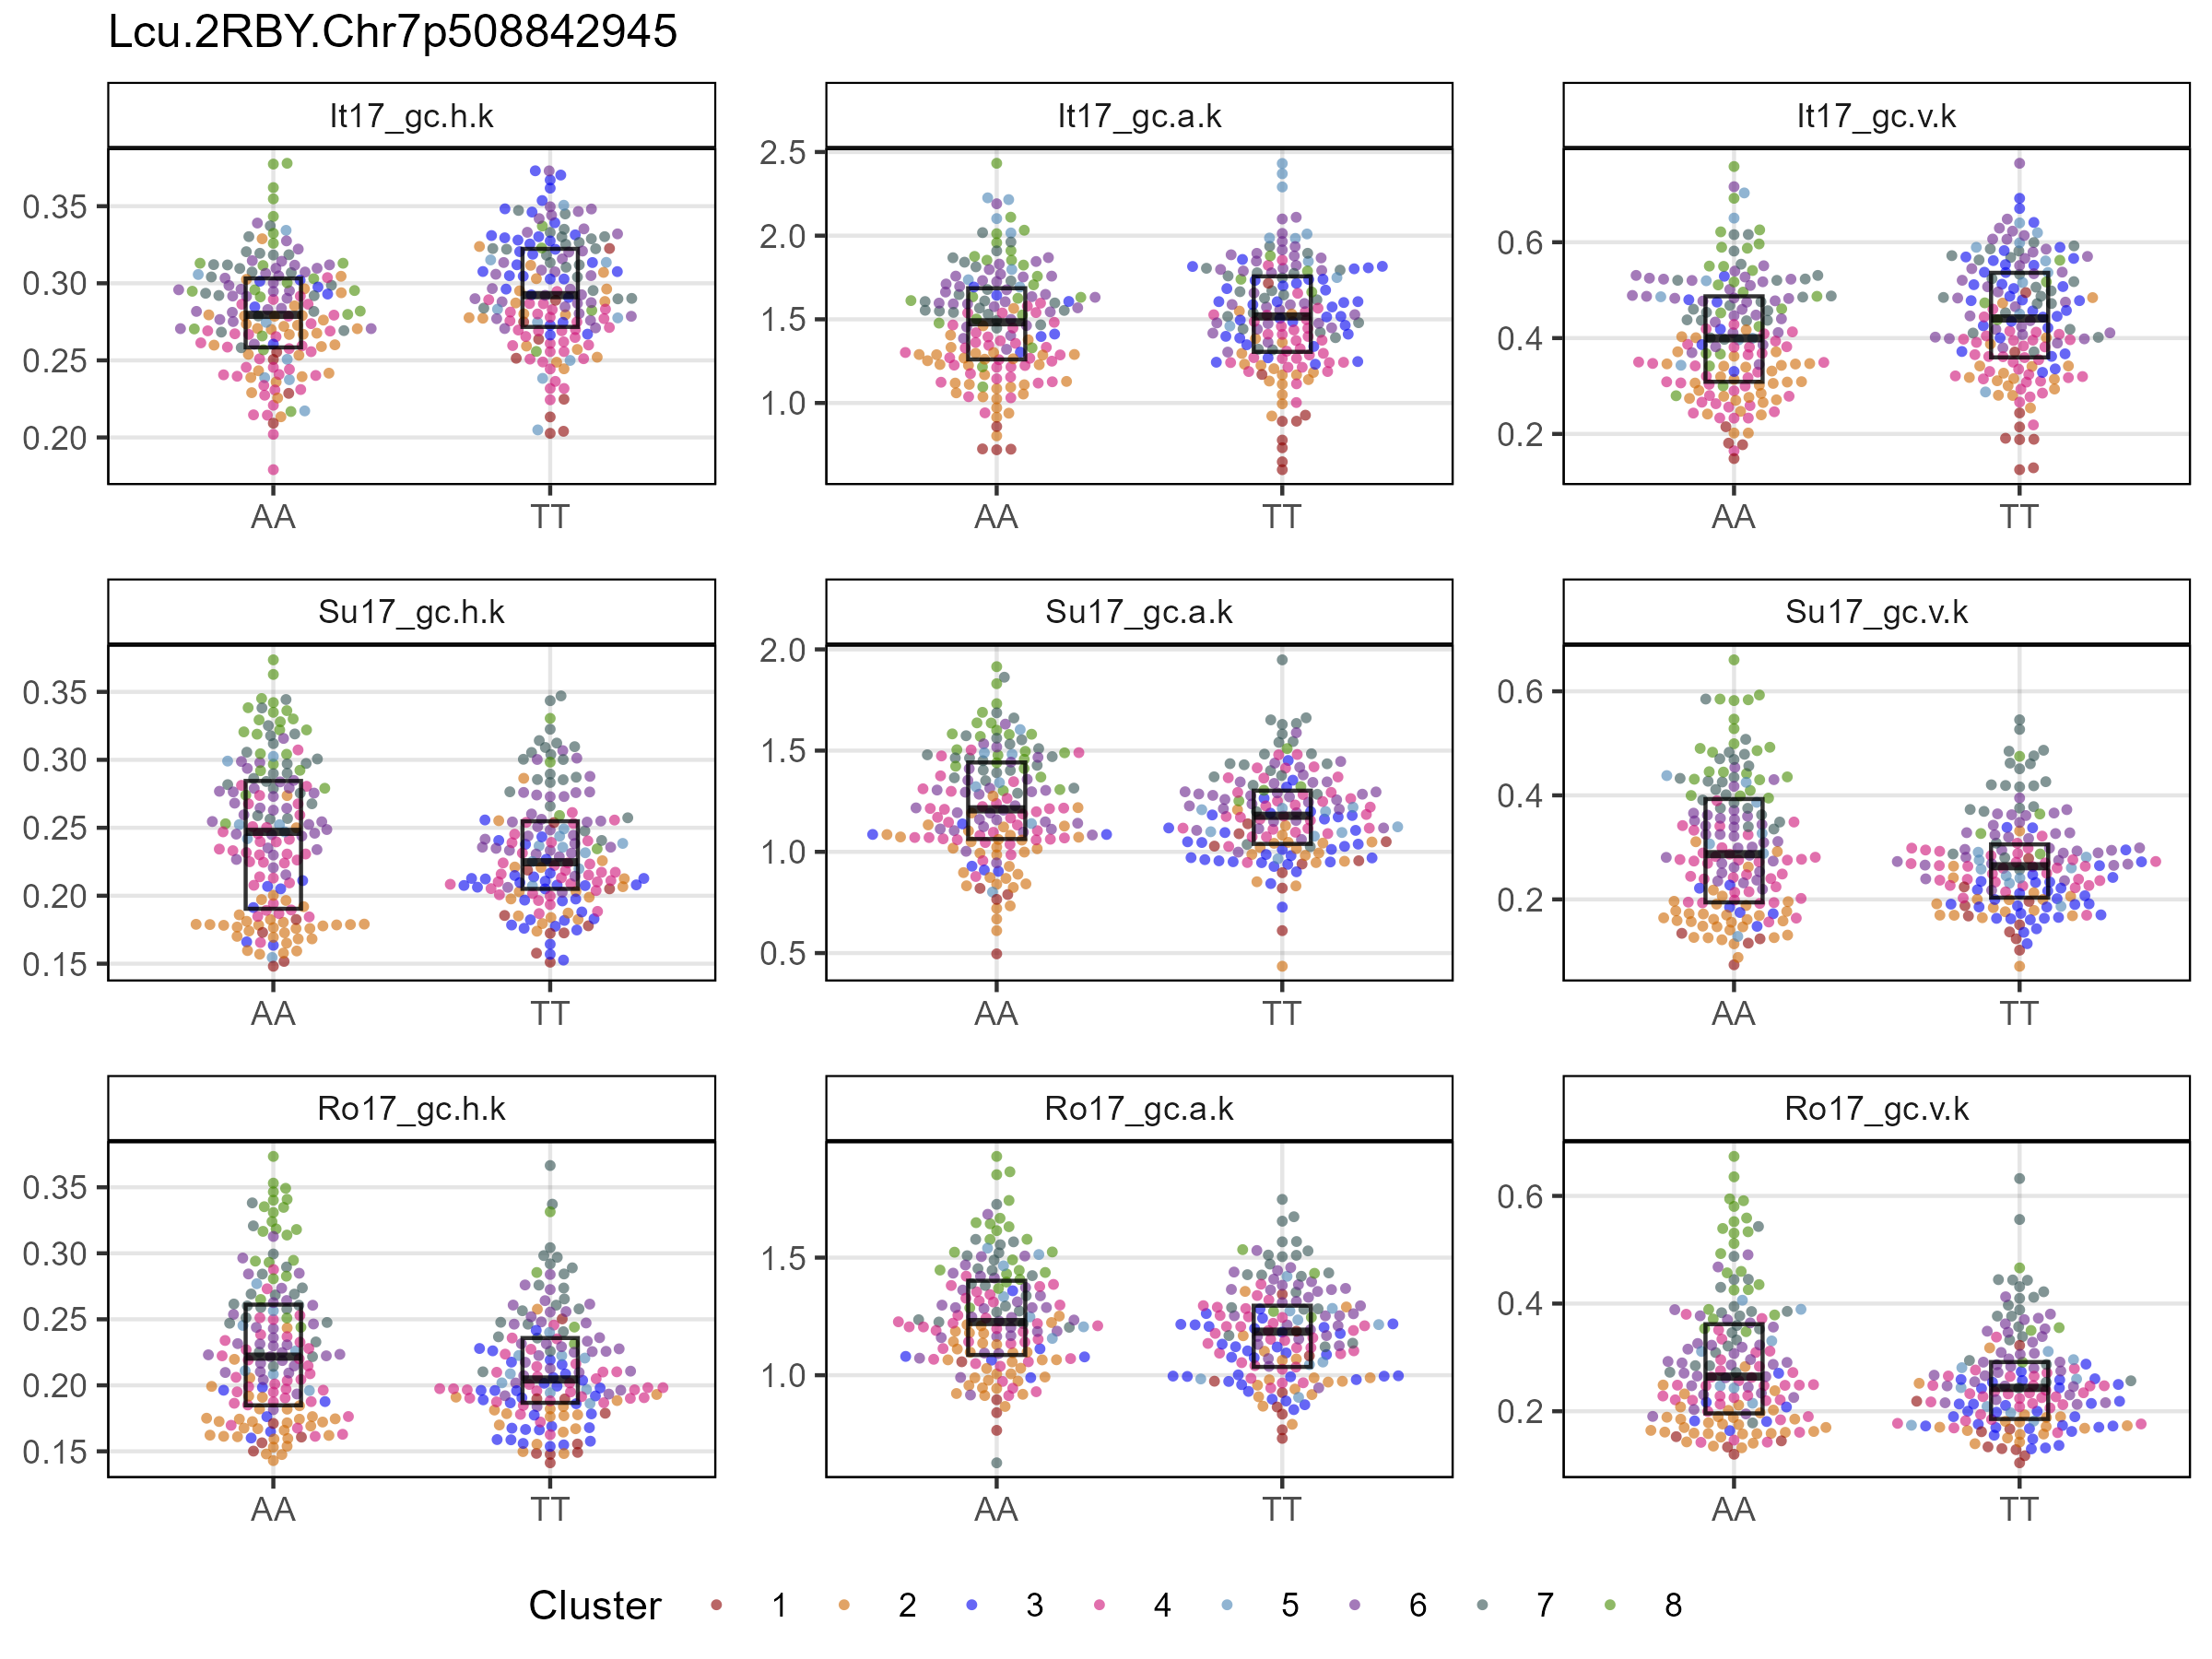 Lcu.2RBY.Chr7p508842945
It17_gc.h.k
It17_gc.a.k
It17_gc.v.k
0.35
0.30
0.25
0.20
AA
TT
2.5
2.0
1.5
1.0
AA
TT
0.6
0.4
0.2
AA
TT
Su17_gc.h.k
Su17_gc.a.k
Su17_gc.v.k
0.35
0.30
0.25
0.20
0.15
AA
TT
2.0
1.5
1.0
0.5
AA
TT
0.6
0.4
0.2
AA
TT
Ro17_gc.h.k
Ro17_gc.a.k
Ro17_gc.v.k
0.35
0.30
0.25
0.20
0.15
AA
TT
1.5
1.0
AA
TT
0.6
0.4
0.2
AA
TT
Cluster 1 2 3 4 5 6 7 8